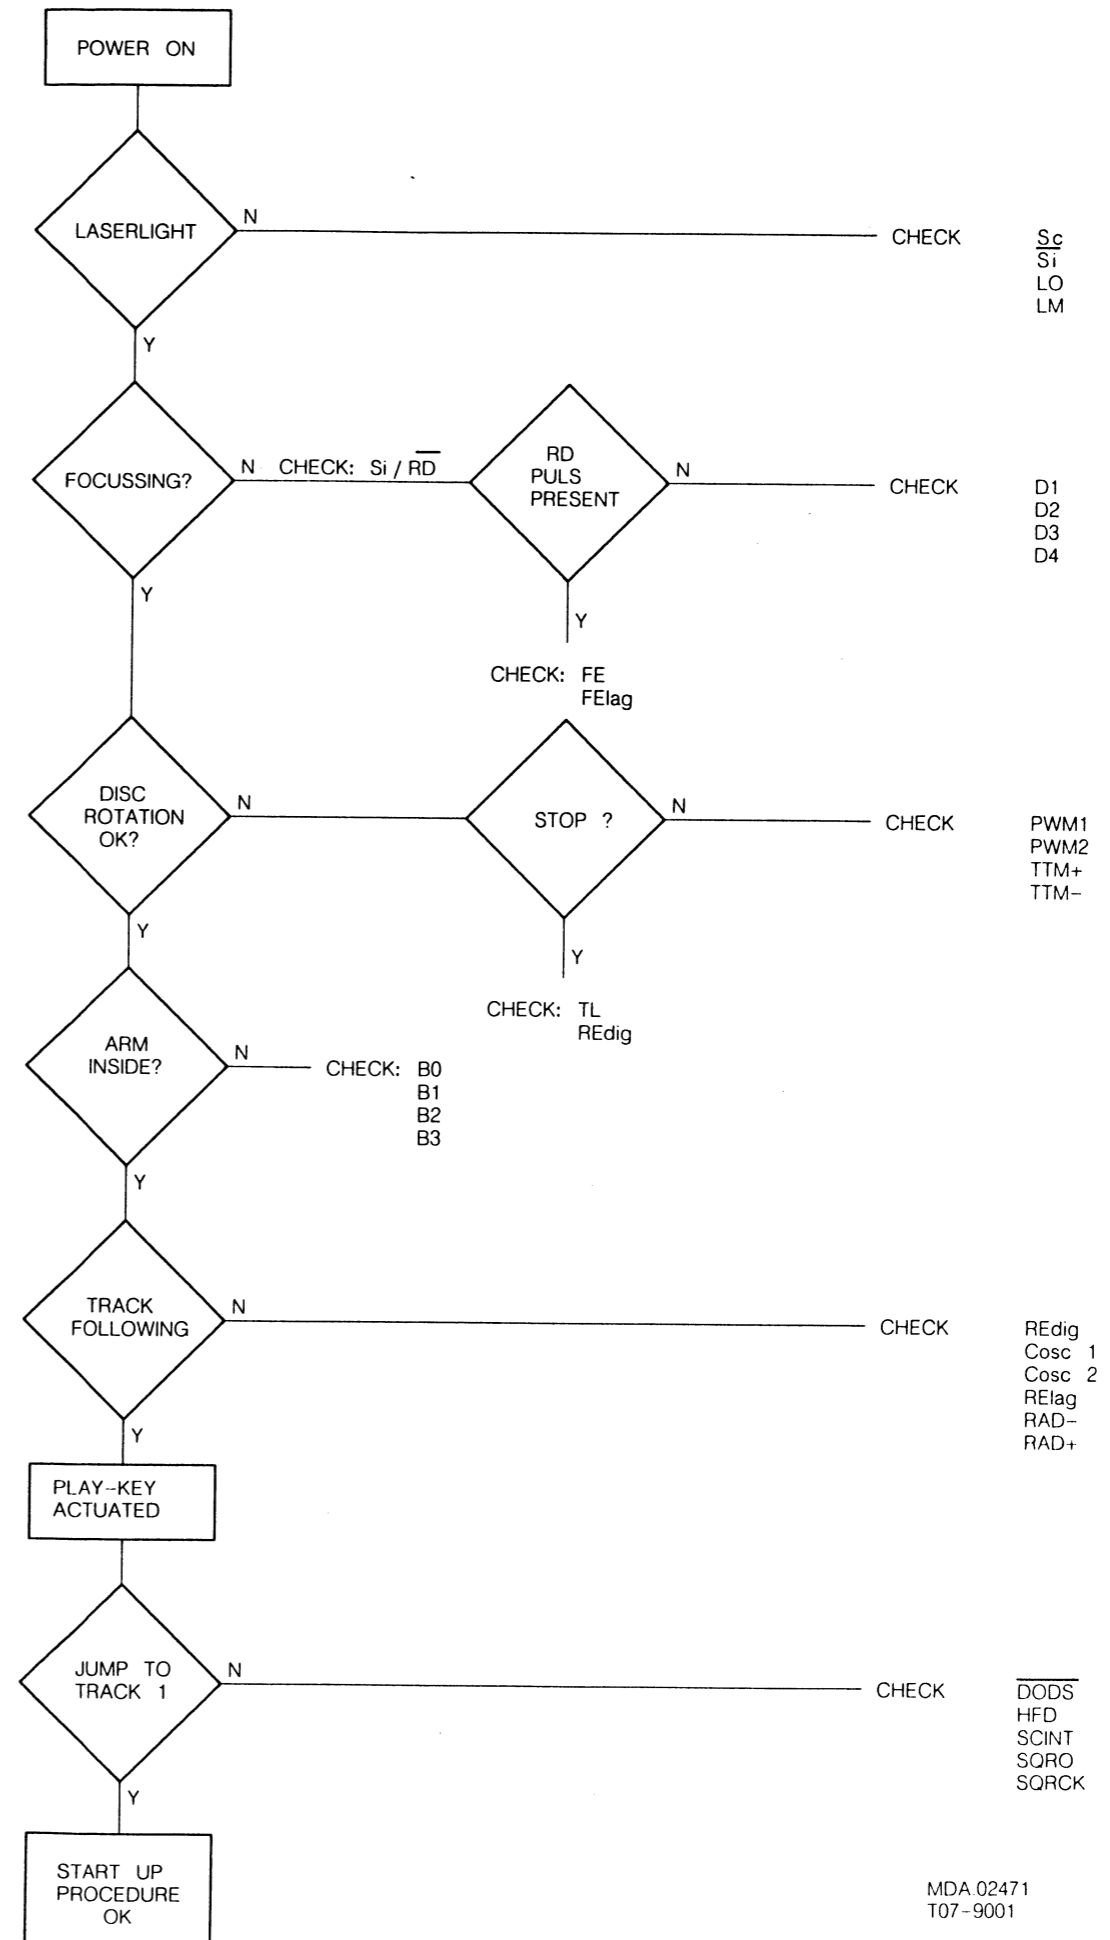 POWER ON
LASERLIGHT
N
CHECK
Sc
S̅i̅
LO
LM
Y
FOCUSSING?
N
CHECK: Si / R̅D̅
RD
PULS
PRESENT
N
CHECK
D1
D2
D3
D4
Y
Y
CHECK: FE
FElag
DISC
ROTATION
OK?
N
STOP ?
N
CHECK
PWM1
PWM2
TTM+
TTM-
Y
Y
CHECK: TL
REdig
ARM
INSIDE?
N
CHECK: B0
B1
B2
B3
Y
TRACK
FOLLOWING
N
CHECK
REdig
Cosc 1
Cosc 2
RElag
RAD-
RAD+
Y
PLAY-KEY
ACTUATED
JUMP TO
TRACK 1
N
CHECK
D̅O̅D̅S̅
HFD
SCINT
SQRO
SQRCK
Y
START UP
PROCEDURE
OK
MDA.02471
T07-9001